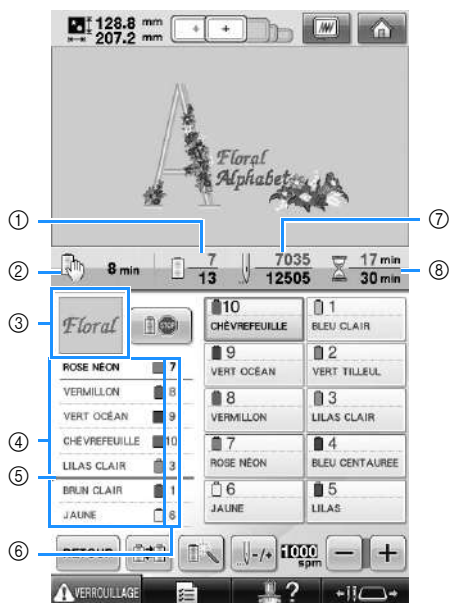 128.8 mm
207.2 mm
Floral
Alphabet
①
⑦
②
8 min
7
13
7035
12505
17 min
30 min
⑧
③
Floral
STOP
④
ROSE NÉON 7
VERMILLON 8
VERT OCÉAN 9
CHÈVREFEUILLE 10
LILAS CLAIR 3
⑤
BRUN CLAIR 1
JAUNE 6
⑥
10
CHÈVREFEUILLE
1
BLEU CLAIR
9
VERT OCÉAN
2
VERT TILLEUL
8
VERMILLON
3
LILAS CLAIR
7
ROSE NÉON
4
BLEU CENTAUREE
6
JAUNE
5
LILAS
RETOUR
-/+
1000
spm
− +
VERROUILLAGE
?